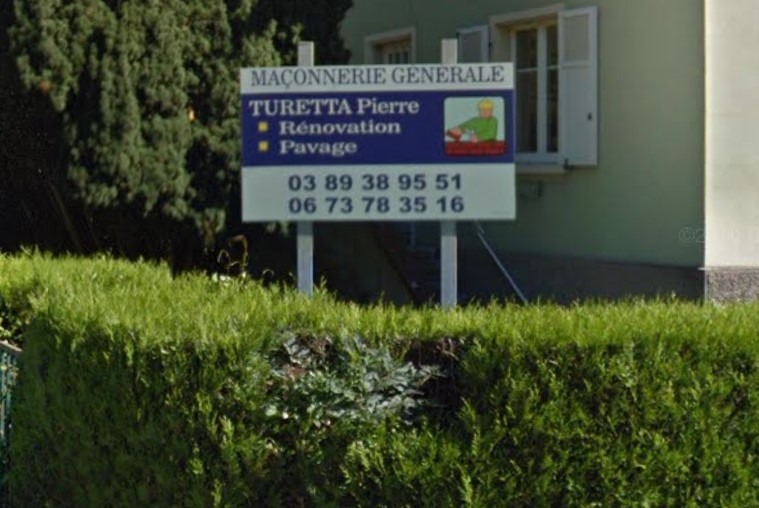 MAÇONNERIE GENERALE
TURETTA Pierre
Rénovation
Pavage
03 89 38 95 51
06 73 78 35 16